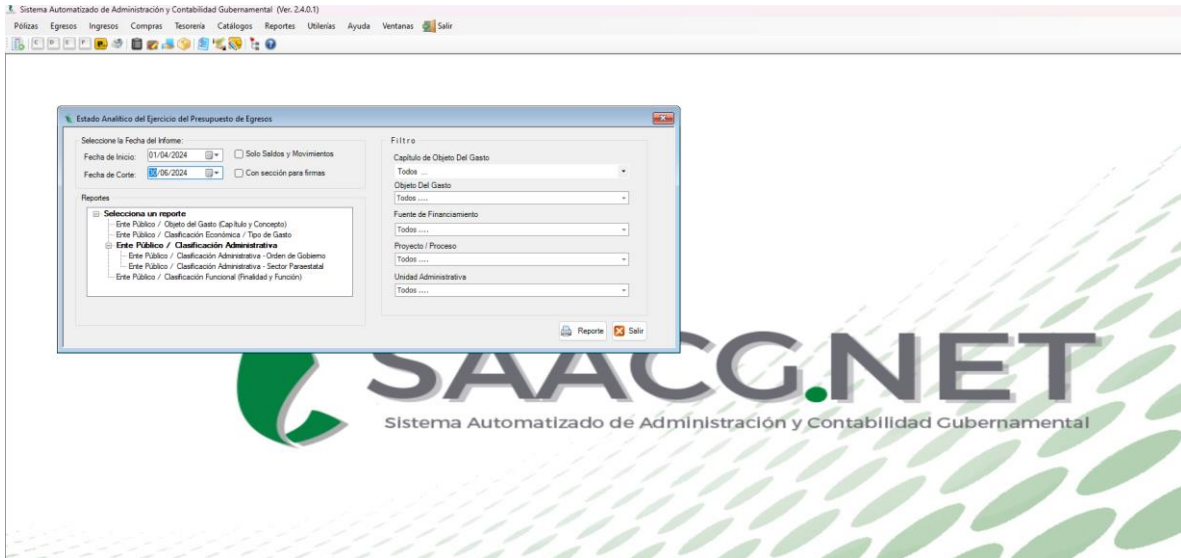 Sistema Automatizado de Administración y Contabilidad Gubernamental (Ver. 2.4.0.1)
Pólizas Egresos Ingresos Compras Tesorería Catálogos Reportes Utilerías Ayuda Ventanas Salir
C D E P P
Estado Analítico del Ejercicio del Presupuesto de Egresos
Seleccione la Fecha del Informe:
Fecha de Inicio: 01/04/2024 Solo Saldos y Movimientos
Fecha de Corte: 30/06/2024 Con sección para firmas
Reportes
Selecciona un reporte
Ente Público / Objeto del Gasto (Capítulo y Concepto)
Ente Público / Clasificación Económica / Tipo de Gasto
Ente Público / Clasificación Administrativa
Ente Público / Clasificación Administrativa - Orden de Gobierno
Ente Público / Clasificación Administrativa - Sector Paraestatal
Ente Público / Clasificación Funcional (Finalidad y Función)
Filtro
Capítulo de Objeto Del Gasto
Todos ...
Objeto Del Gasto
Todos ....
Fuente de Financiamiento
Todos ....
Proyecto / Proceso
Todos ....
Unidad Administrativa
Todos ....
Reporte Salir
SAACG.NET
Sistema Automatizado de Administración y Contabilidad Gubernamental